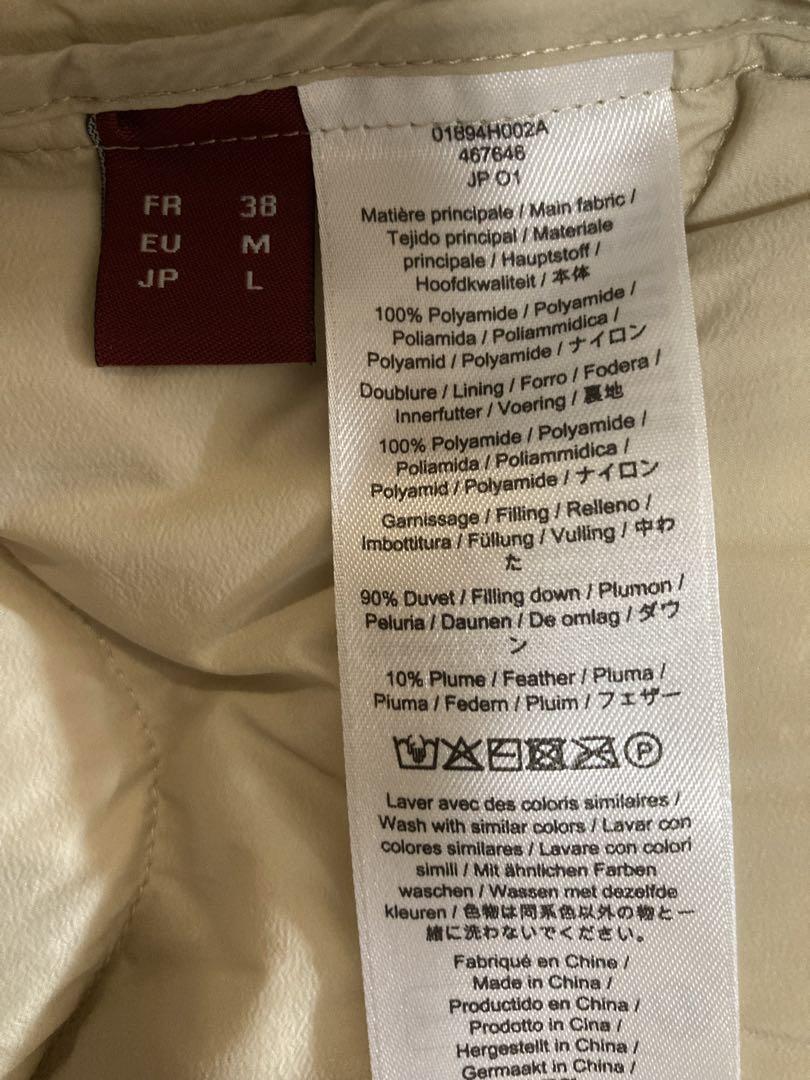 FR 38
EU M
JP L
01894H002A
467646
JP 01
Matière principale / Main fabric /
Tejido principal / Materiale
principale / Hauptstoff /
Hoofdkwaliteit / 本体
100% Polyamide / Polyamide /
Poliamida / Poliammidica /
Polyamid / Polyamide / ナイロン
Doublure / Lining / Forro / Fodera /
Innerfutter / Voering / 裏地
100% Polyamide / Polyamide /
Poliamida / Poliammidica /
Polyamid / Polyamide / ナイロン
Garnissage / Filling / Relleno /
Imbottitura / Füllung / Vulling / 中わ
た
90% Duvet / Filling down / Plumon /
Peluria / Daunen / De omlag / ダウ
ン
10% Plume / Feather / Pluma /
Piuma / Federn / Pluim / フェザー
P
Laver avec des coloris similaires /
Wash with similar colors / Lavar con
colores similares / Lavare con colori
simili / Mit ähnlichen Farben
waschen / Wassen met dezelfde
kleuren / 色物は同系色以外の物と一
緒に洗わないでください。
Fabriqué en Chine /
Made in China /
Productido en China /
Prodotto in Cina /
Hergestellt in China /
Germaakt in China /